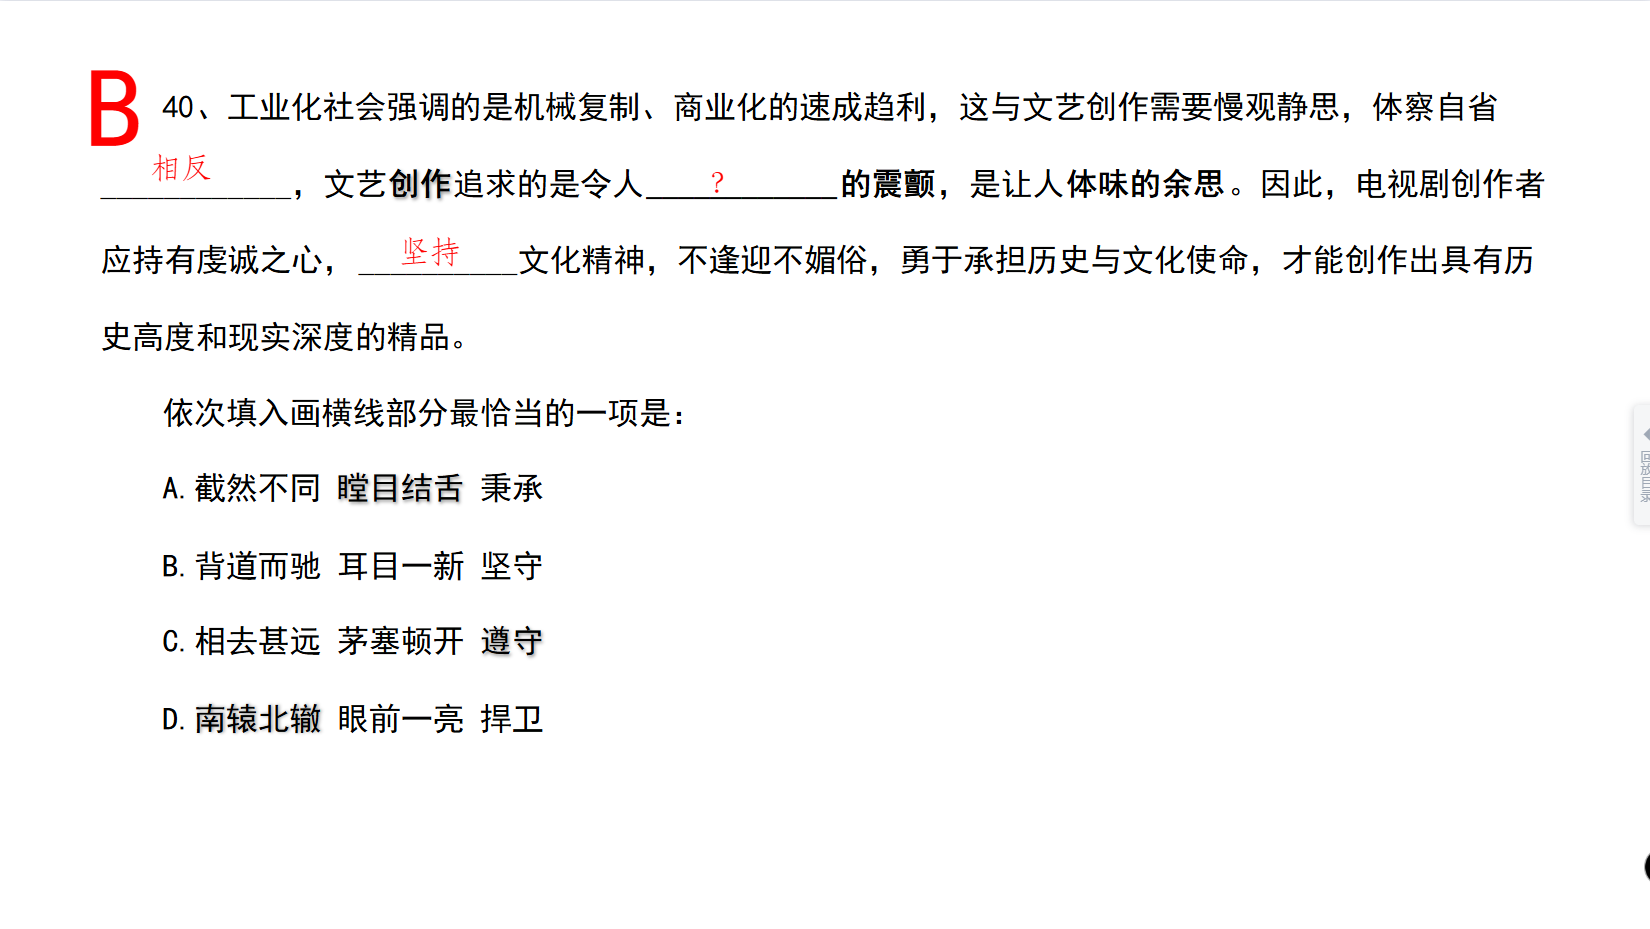 B
40、工业化社会强调的是机械复制、商业化的速成趋利，这与文艺创作需要慢观静思，体察自省
相反
____________，文艺创作追求的是令人____________的震颤，是让人体味的余思。因此，电视剧创作者
?
坚持
应持有虔诚之心，__________文化精神，不逢迎不媚俗，勇于承担历史与文化使命，才能创作出具有历
史高度和现实深度的精品。
依次填入画横线部分最恰当的一项是：
A.截然不同 瞠目结舌 秉承
B.背道而驰 耳目一新 坚守
C.相去甚远 茅塞顿开 遵守
D.南辕北辙 眼前一亮 捍卫
回放目录